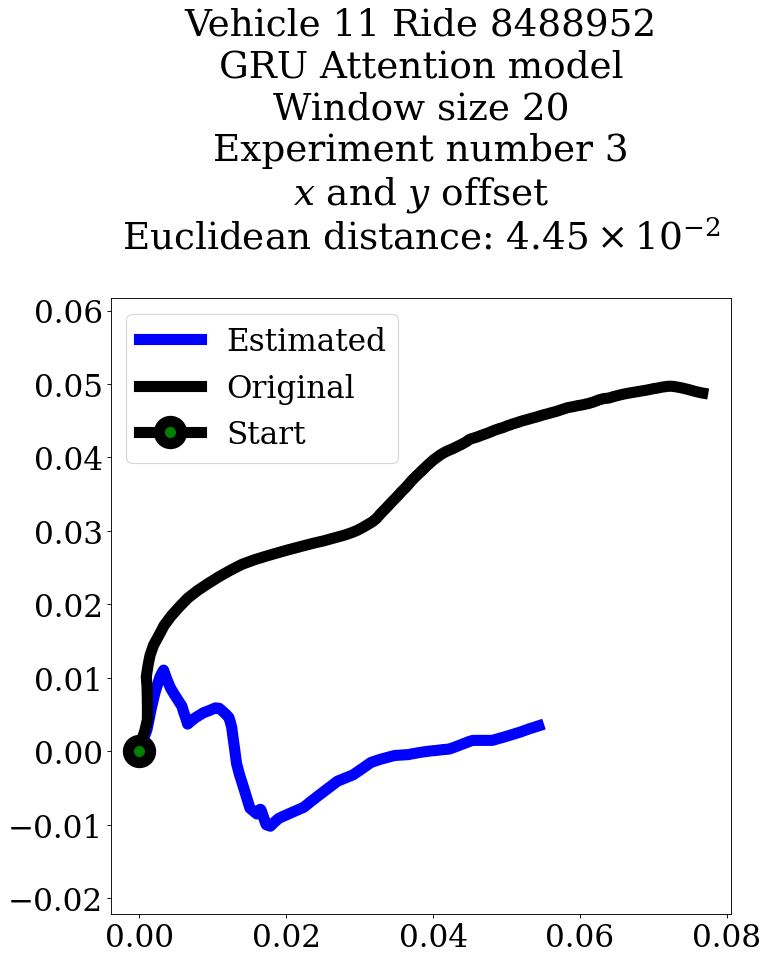 Vehicle 11 Ride 8488952
GRU Attention model
Window size 20
Experiment number 3
x and y offset
Euclidean distance: 4.45 × 10⁻²
0.06
0.05
0.04
0.03
0.02
0.01
0.00
−0.01
−0.02
Estimated
Original
Start
0.00 0.02 0.04 0.06 0.08